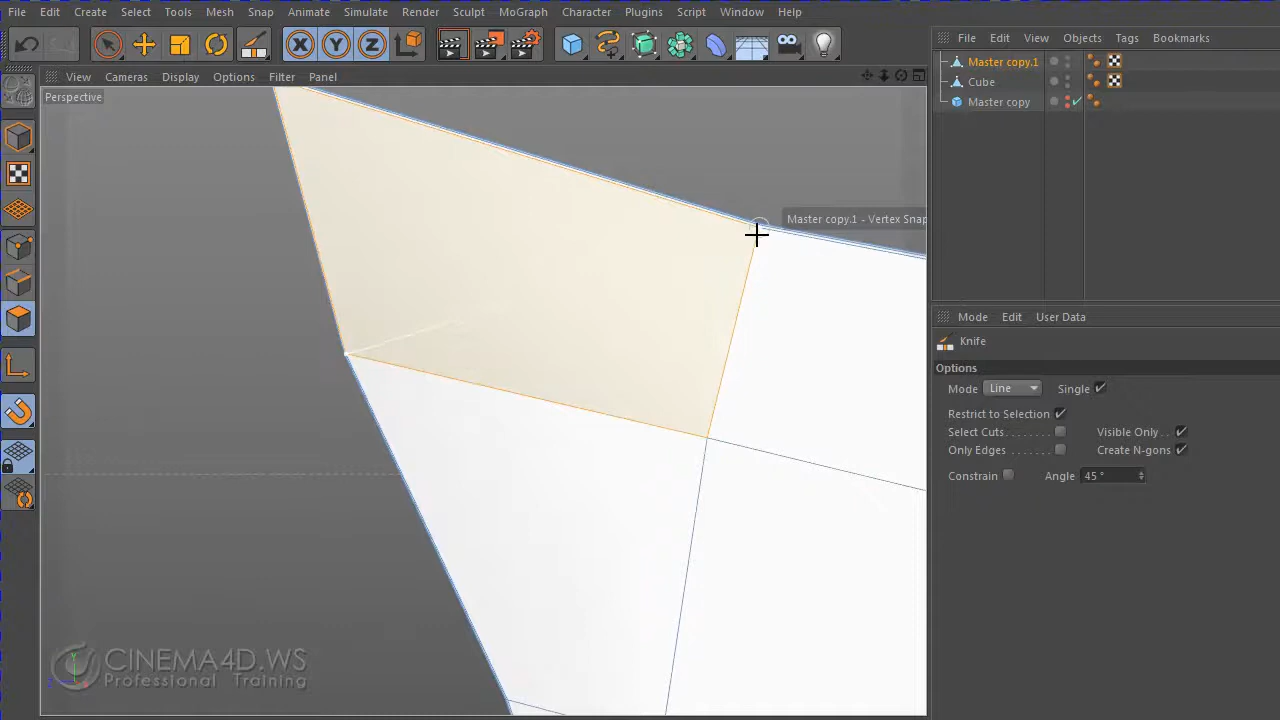 File Edit Create Select Tools Mesh Snap Animate Simulate Render Sculpt MoGraph Character Plugins Script Window Help
File Edit View Objects Tags Bookmarks
View Cameras Display Options Filter Panel
Perspective
Master copy.1
Cube
Master copy
Master copy.1 - Vertex Snap
Mode Edit User Data
Knife
Options
Mode Line Single
Restrict to Selection
Select Cuts Visible Only
Only Edges Create N-gons
Constrain Angle 45 °
CINEMA4D.WS
Professional Training
X Y Z
Y
Z